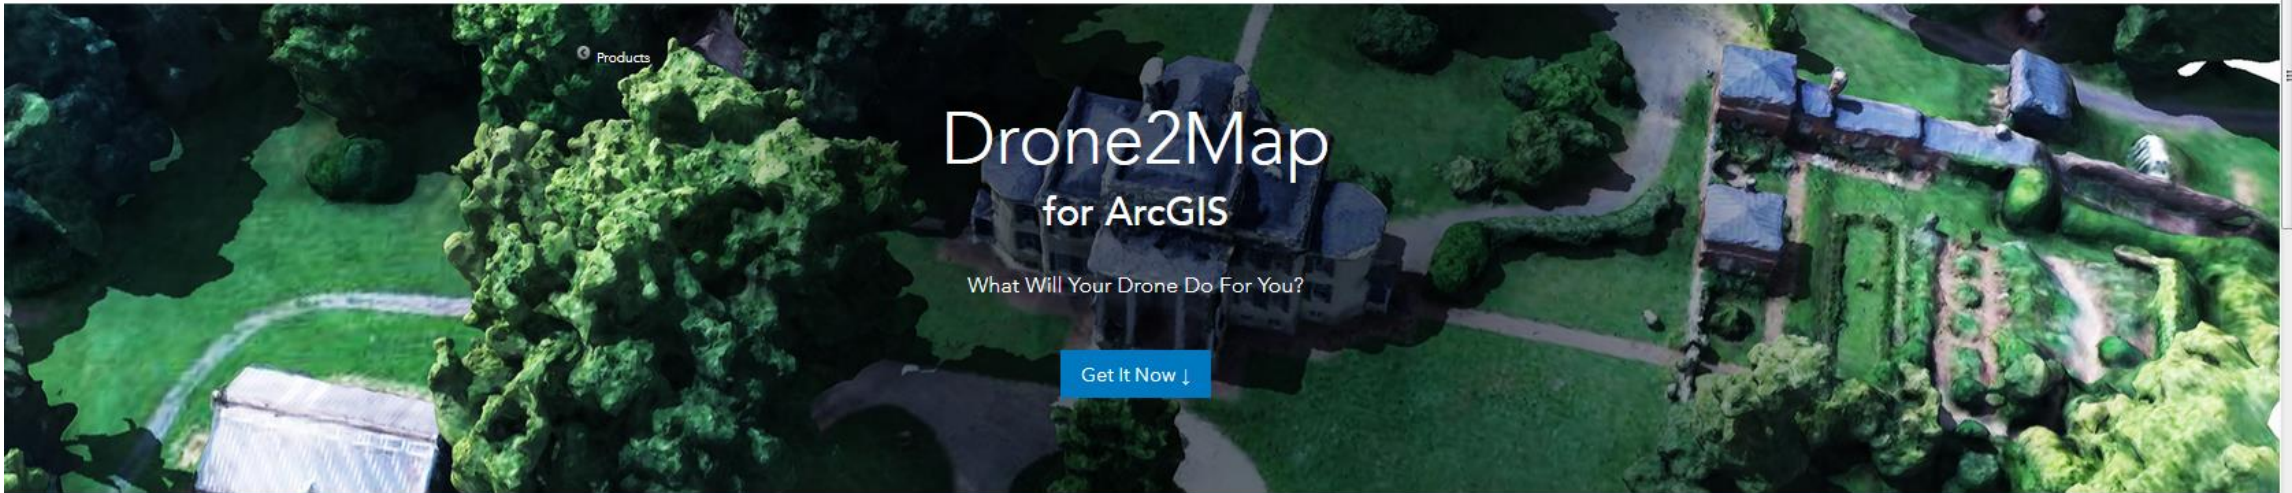 Products
Drone2Map
for ArcGIS
What Will Your Drone Do For You?
Get It Now ↓